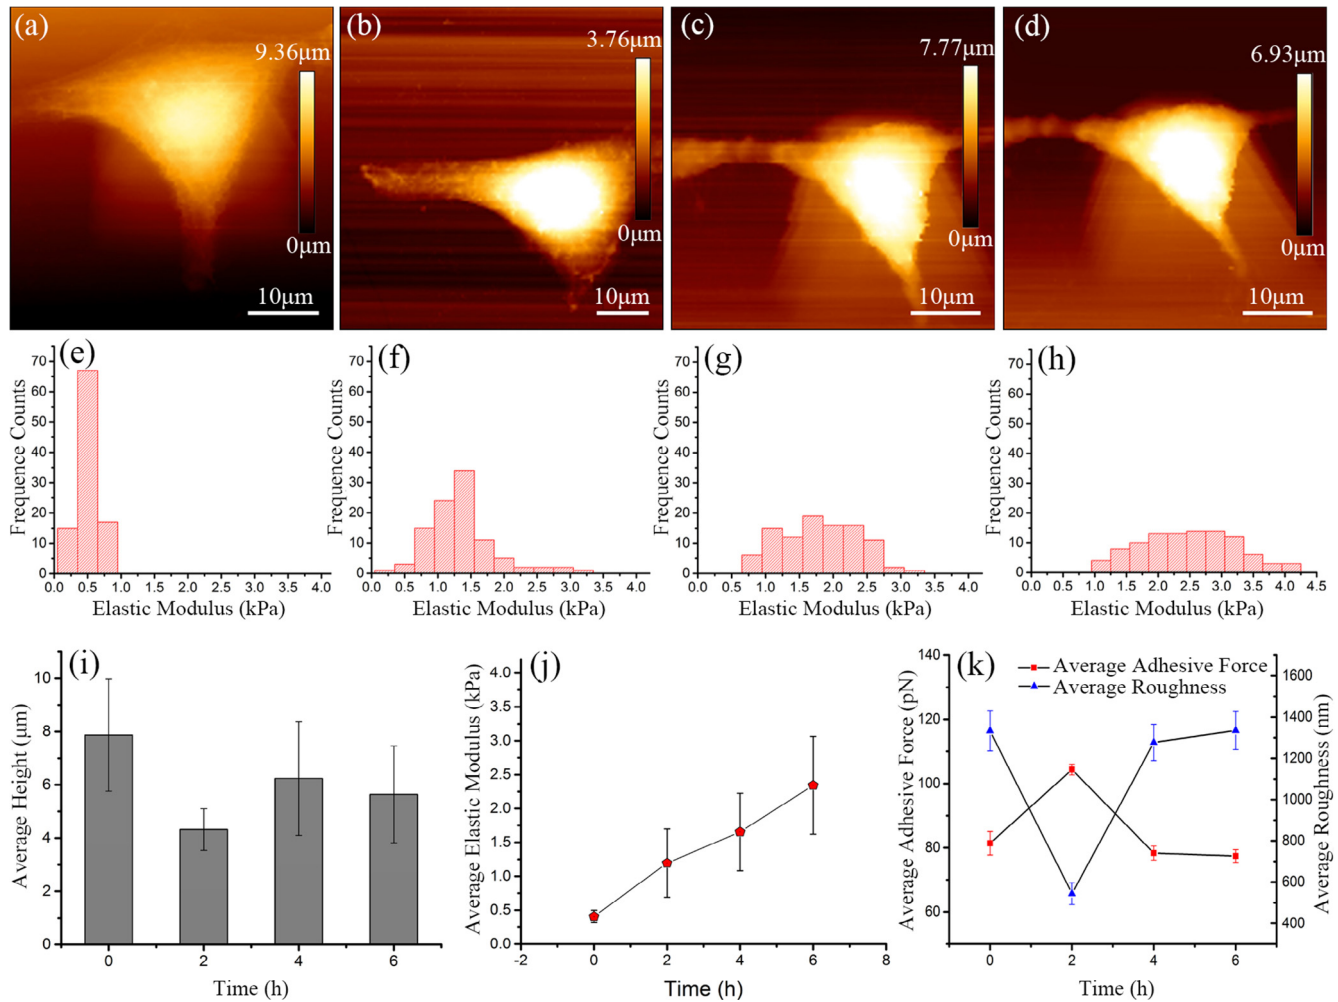 (a)
9.36μm
0μm
10μm
(b)
3.76μm
0μm
10μm
(c)
7.77μm
0μm
10μm
(d)
6.93μm
0μm
10μm
(e)
Frequence Counts
70
60
50
40
30
20
10
0
0.0 0.5 1.0 1.5 2.0 2.5 3.0 3.5 4.0
Elastic Modulus (kPa)
(f)
Frequence Counts
70
60
50
40
30
20
10
0
0.0 0.5 1.0 1.5 2.0 2.5 3.0 3.5 4.0
Elastic Modulus (kPa)
(g)
Frequence Counts
70
60
50
40
30
20
10
0
0.0 0.5 1.0 1.5 2.0 2.5 3.0 3.5 4.0
Elastic Modulus (kPa)
(h)
Frequence Counts
70
60
50
40
30
20
10
0
0.0 0.5 1.0 1.5 2.0 2.5 3.0 3.5 4.0 4.5
Elastic Modulus (kPa)
(i)
Average Height (μm)
10
8
6
4
2
0
0 2 4 6
Time (h)
(j)
Average Elastic Modulus (kPa)
4.0
3.5
3.0
2.5
2.0
1.5
1.0
0.5
0.0
-2 0 2 4 6 8
Time (h)
(k)
Average Adhesive Force
Average Roughness
Average Adhesive Force (pN)
140
120
100
80
60
Average Roughness (nm)
1600
1400
1200
1000
800
600
400
0 2 4 6
Time (h)